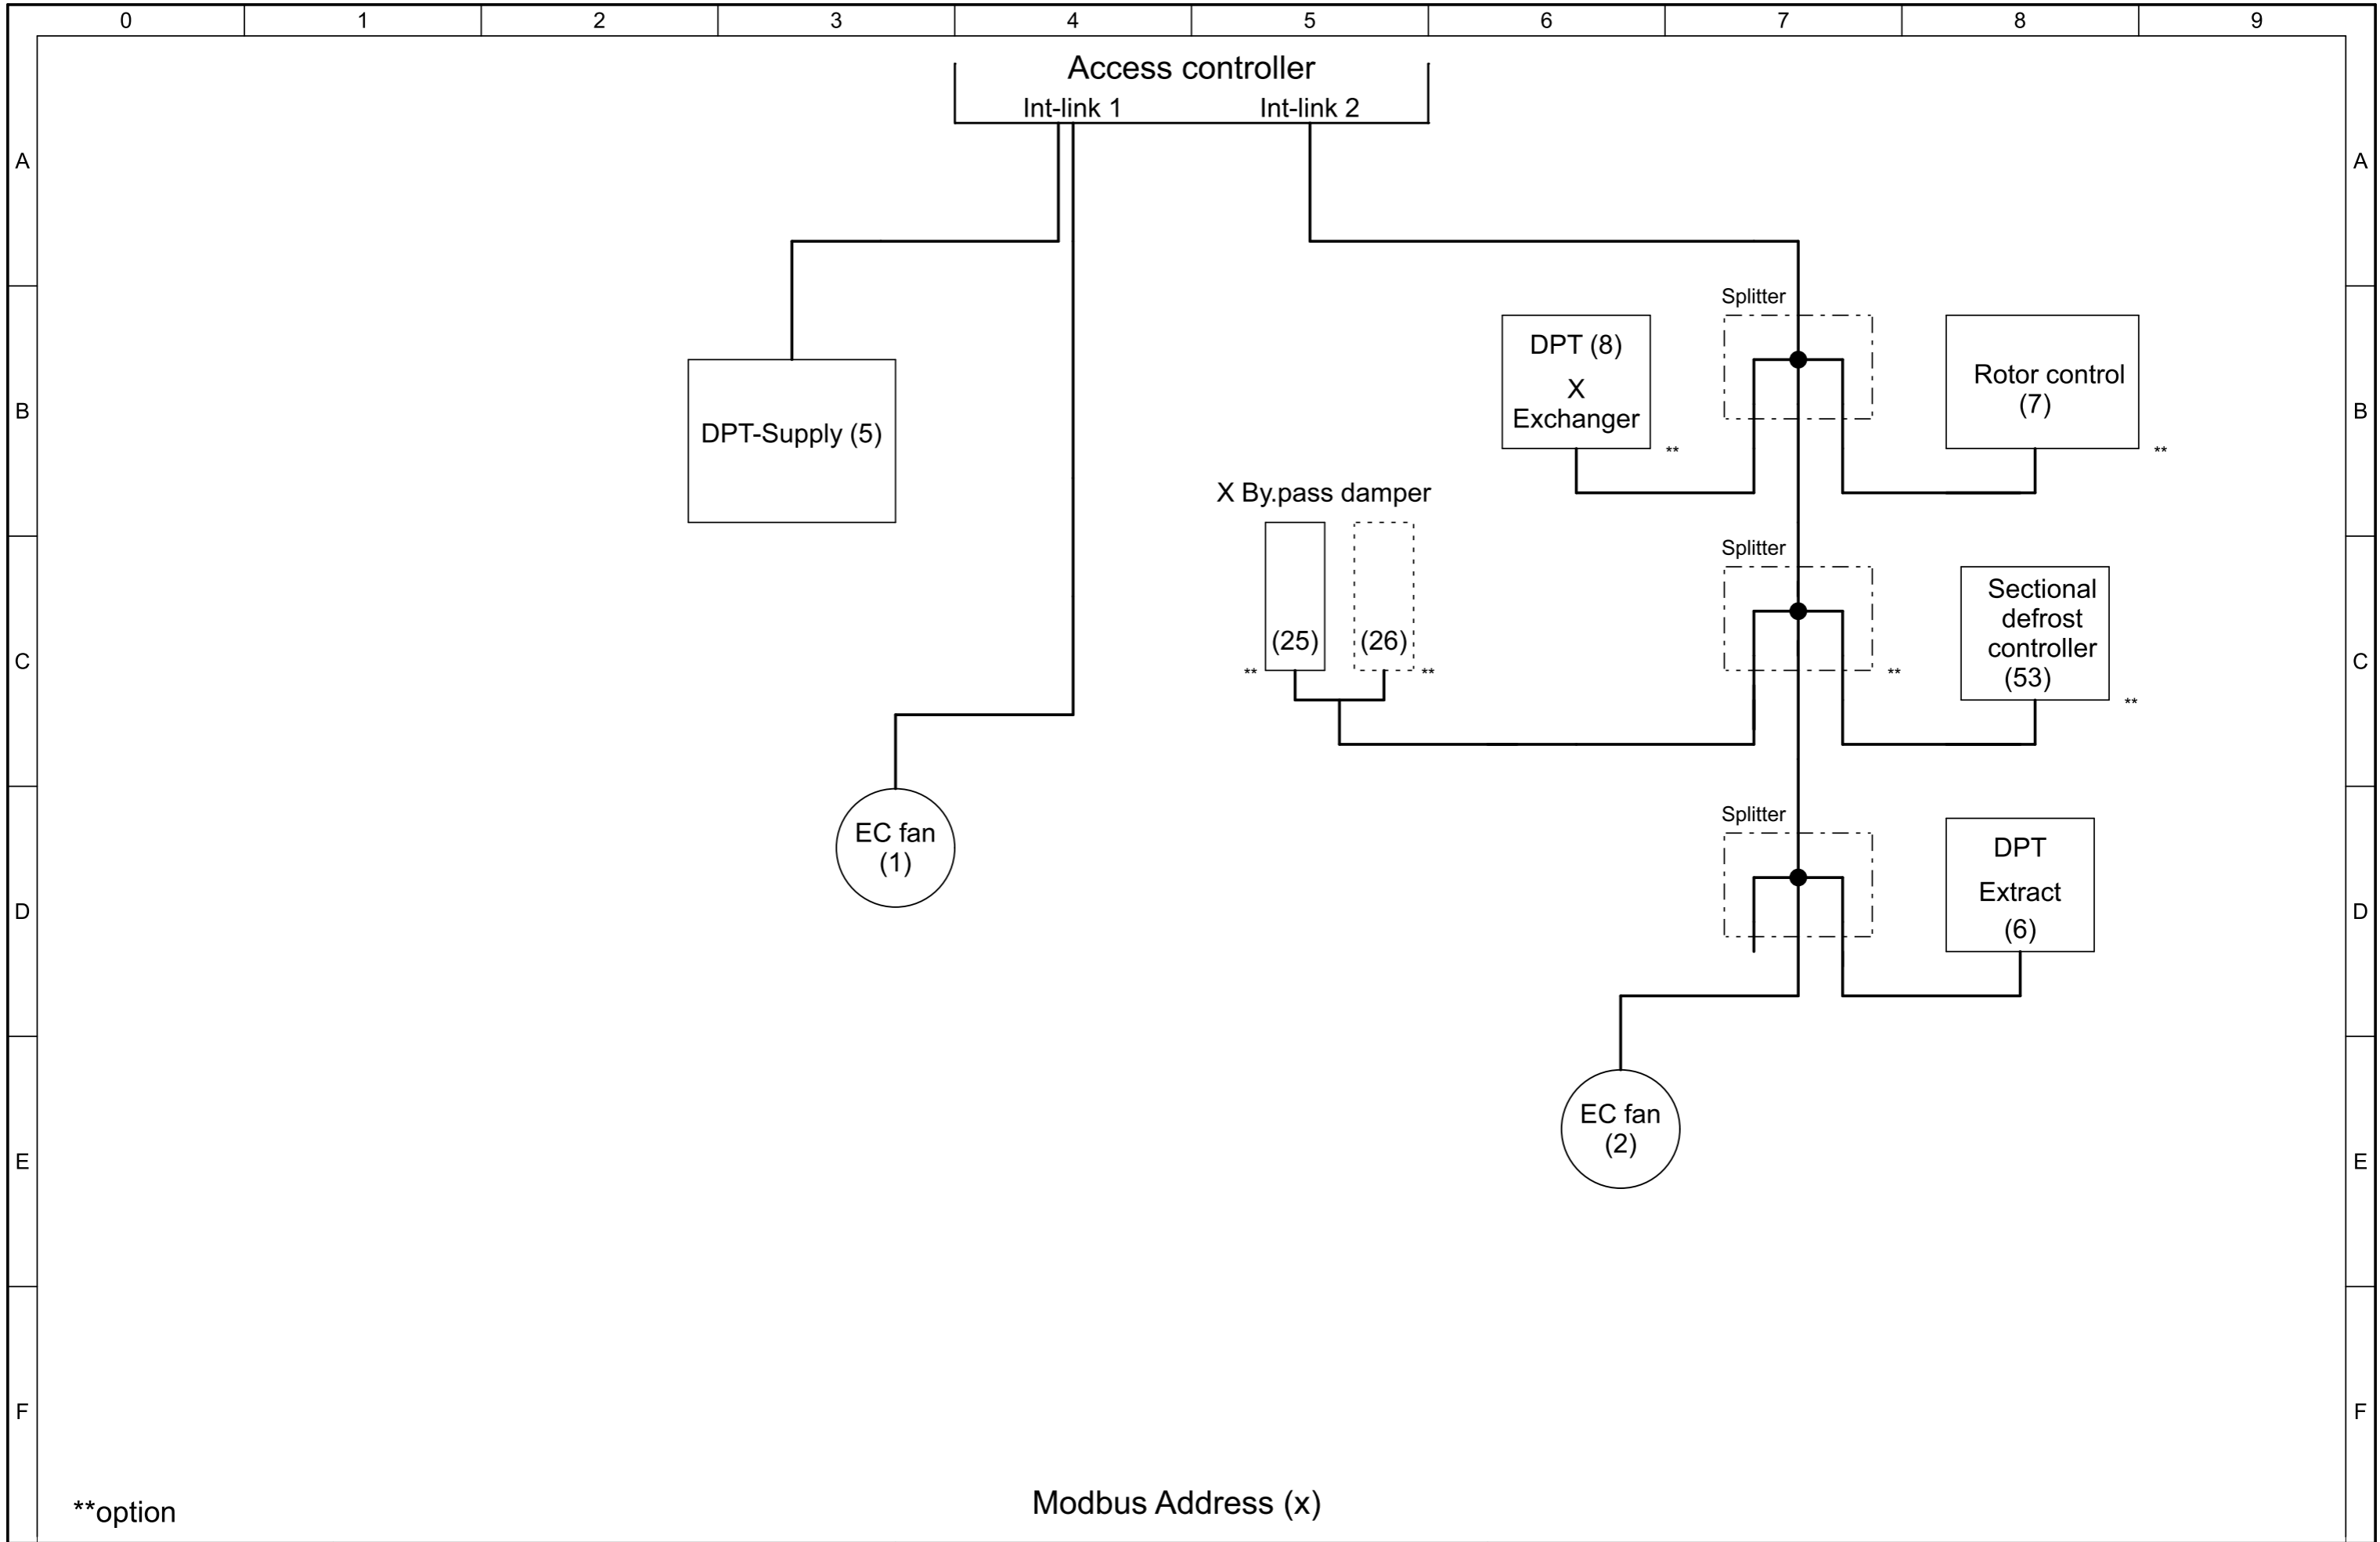 0 1 2 3 4 5 6 7 8 9
Access controller
Int-link 1 Int-link 2
A A
Splitter
DPT (8)
X
Exchanger
**
Rotor control
(7)
**
B B
DPT-Supply (5)
X By.pass damper
(25) (26)
** **
Splitter
**
Sectional
defrost
controller
(53)
**
C C
EC fan
(1)
Splitter
DPT
Extract
(6)
D D
EC fan
(2)
E E
F F
**option
Modbus Address (x)